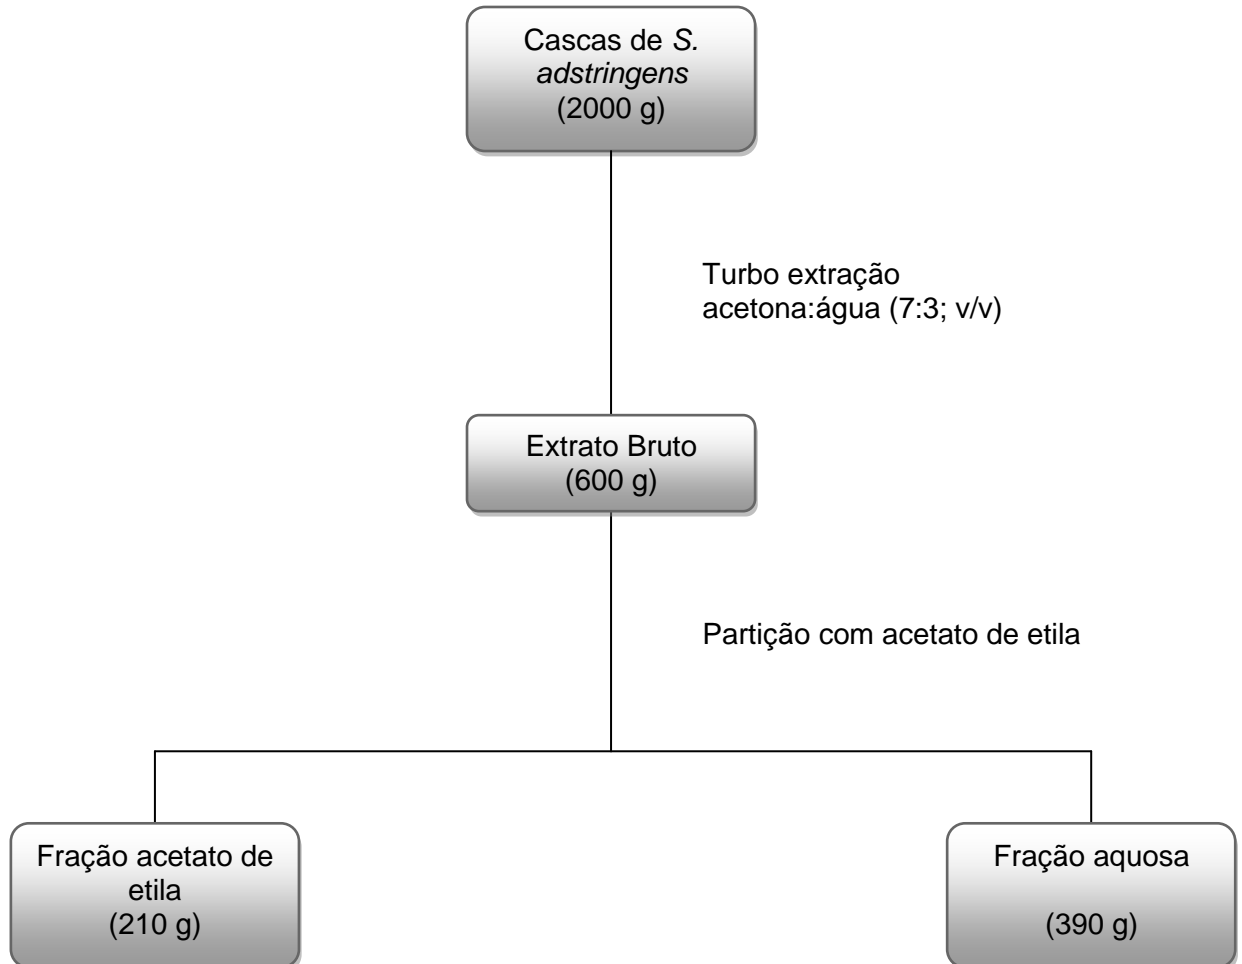 Cascas de S.
adstringens
(2000 g)
Turbo extração
acetona:água (7:3; v/v)
Extrato Bruto
(600 g)
Partição com acetato de etila
Fração acetato de
etila
(210 g)
Fração aquosa
(390 g)